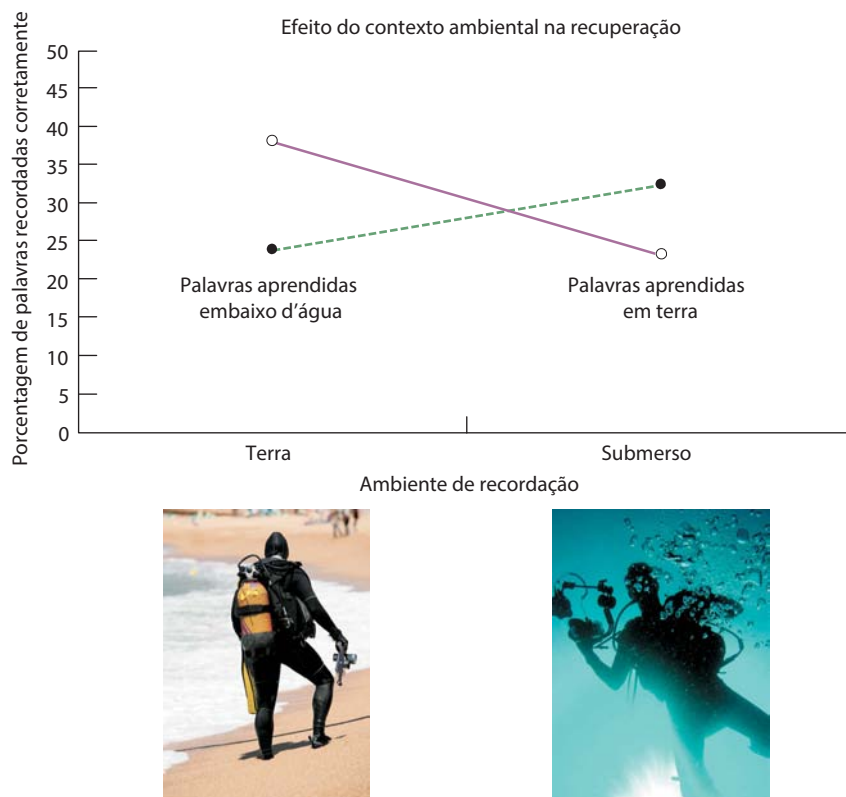 Efeito do contexto ambiental na recuperação
Porcentagem de palavras recordadas corretamente
50
45
40
35
30
25
20
15
10
5
0
Palavras aprendidas
embaixo d’água
Palavras aprendidas
em terra
Terra
Submerso
Ambiente de recordação